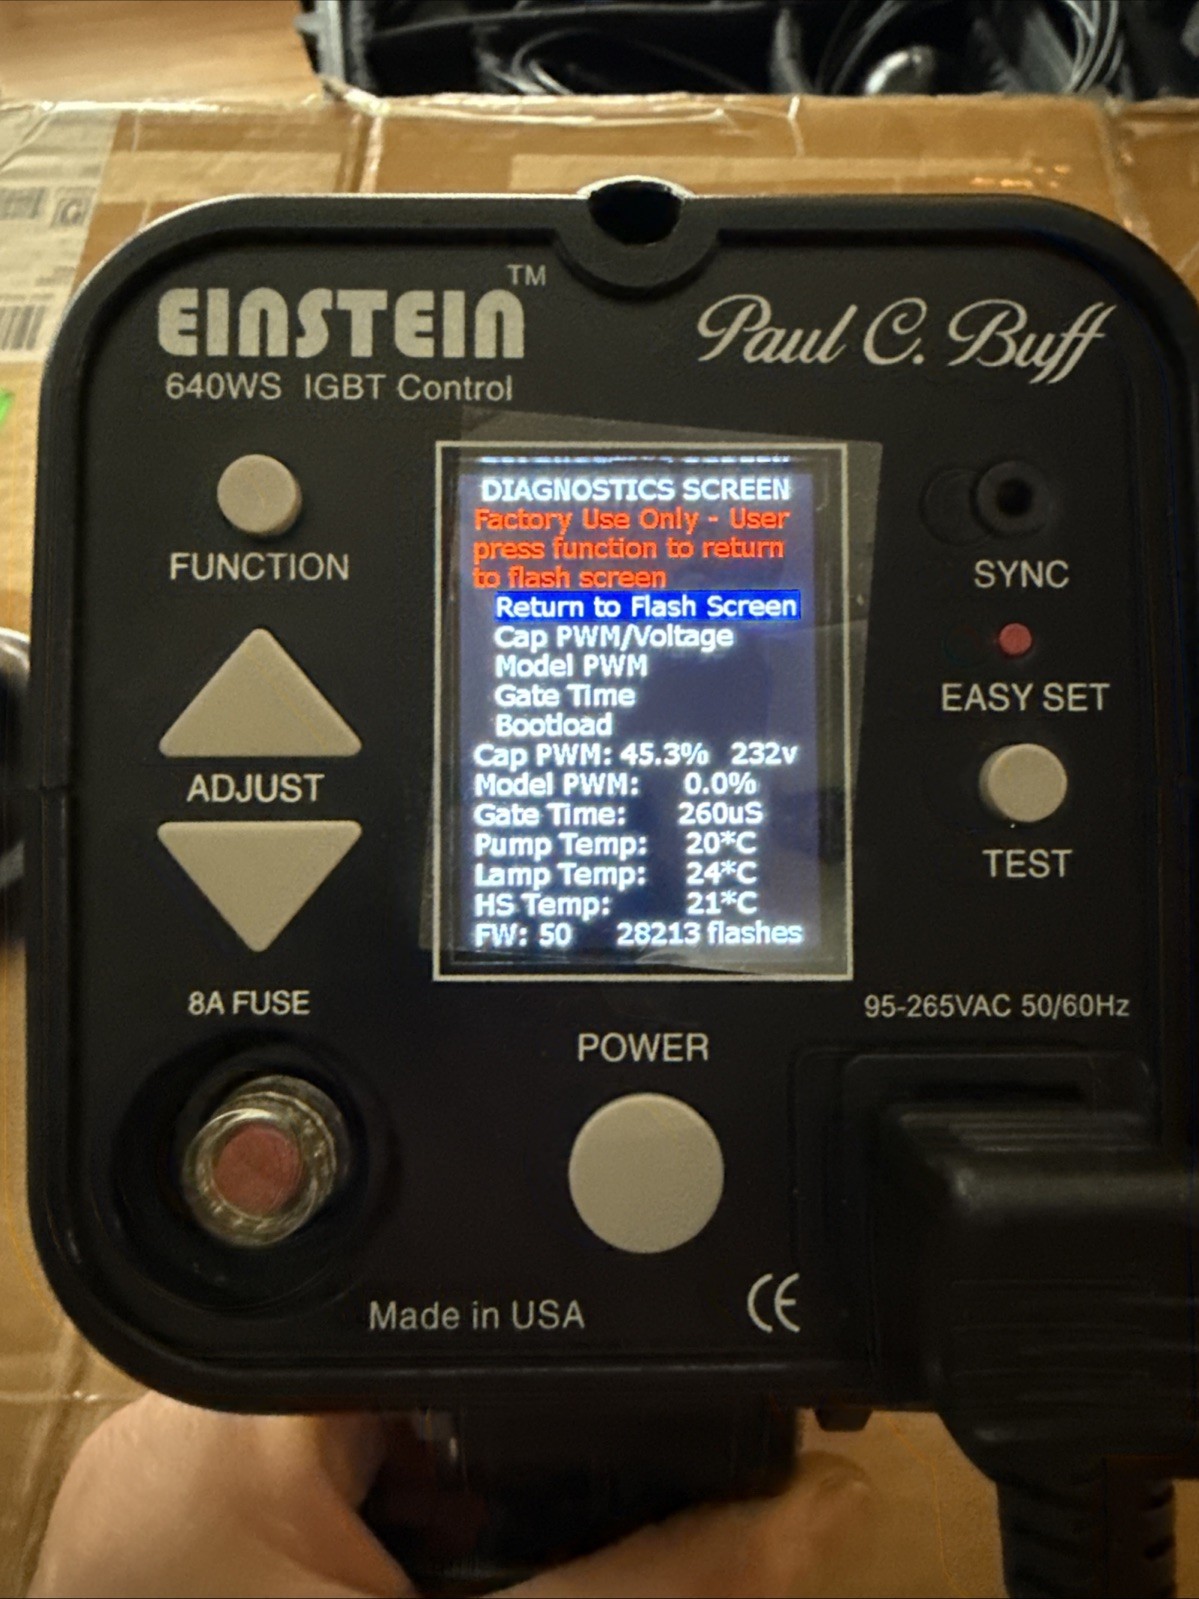 EINSTEIN™
640WS IGBT Control
Paul C. Buff
FUNCTION
ADJUST
8A FUSE
DIAGNOSTICS SCREEN
Factory Use Only - User
press function to return
to flash screen
Return to Flash Screen
Cap PWM/Voltage
Model PWM
Gate Time
Bootload
Cap PWM: 45.3% 232v
Model PWM: 0.0%
Gate Time: 260uS
Pump Temp: 20*C
Lamp Temp: 24*C
HS Temp: 21*C
FW: 50 28213 flashes
SYNC
EASY SET
TEST
95-265VAC 50/60Hz
POWER
Made in USA
CE